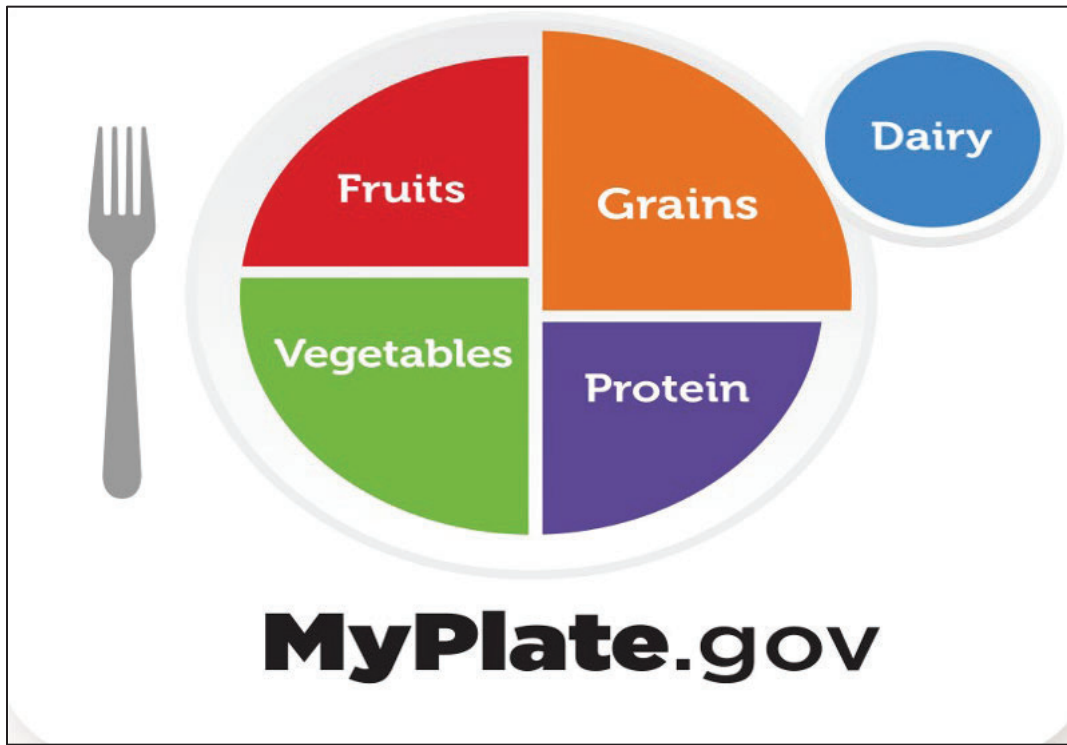 Fruits
Grains
Dairy
Vegetables
Protein
MyPlate.gov